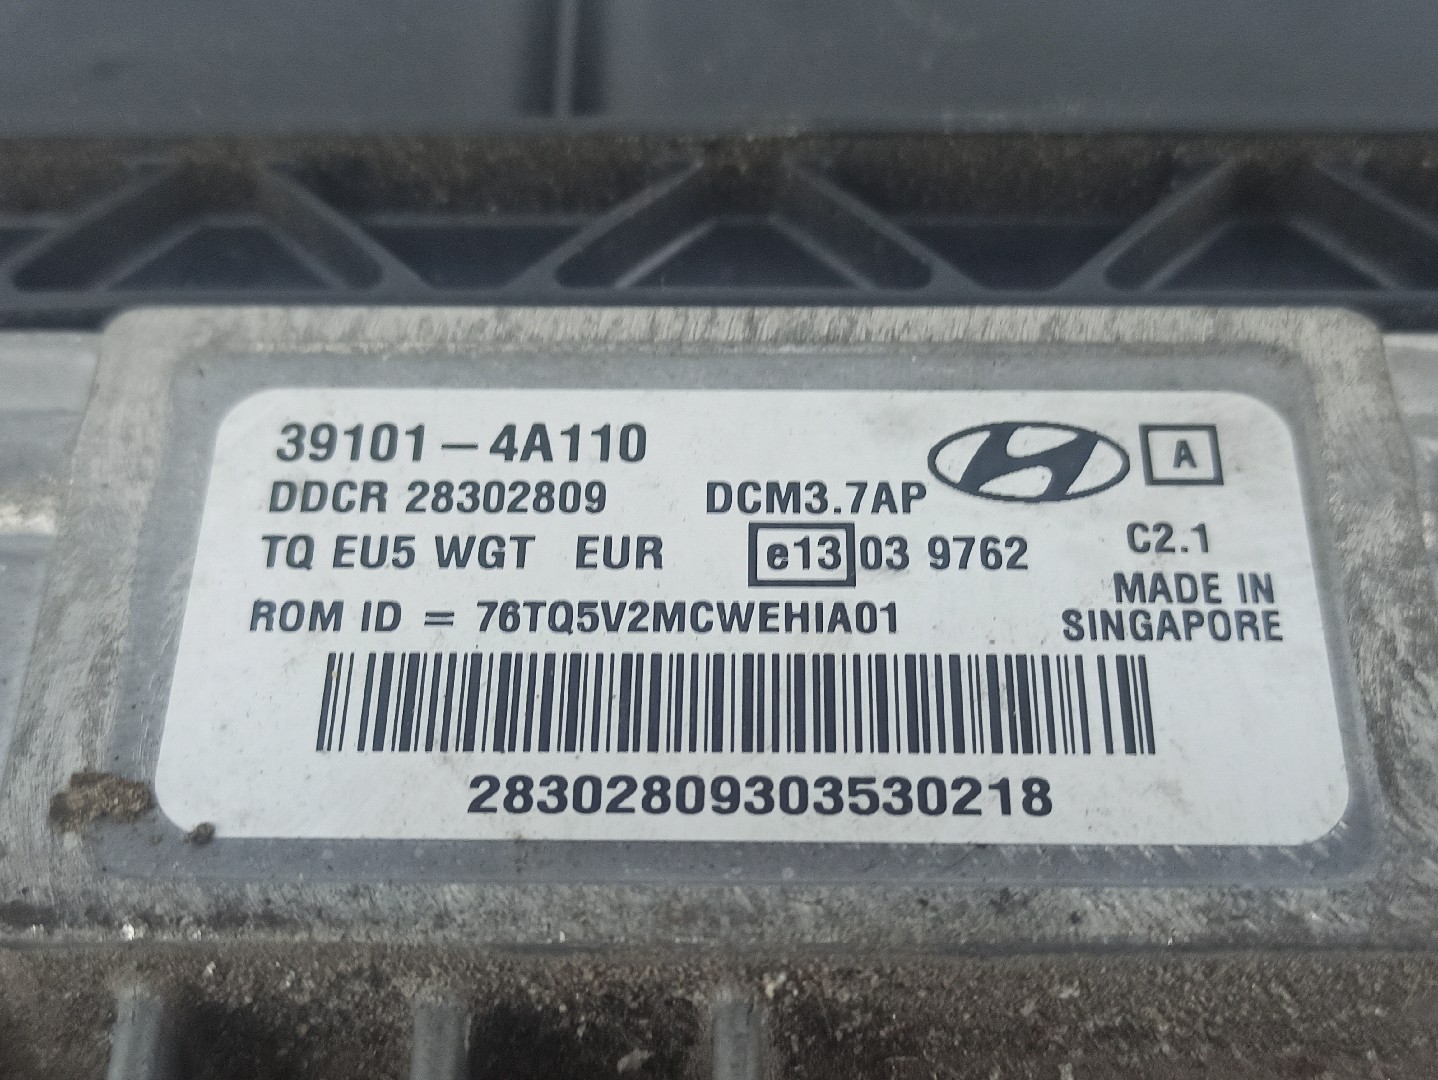 39101-4A110
A
DDCR 28302809 DCM3.7AP
TQ EU5 WGT EUR e13 03 9762 C2.1
MADE IN
ROM ID = 76TQ5V2MCWEHIA01 SINGAPORE
28302809303530218